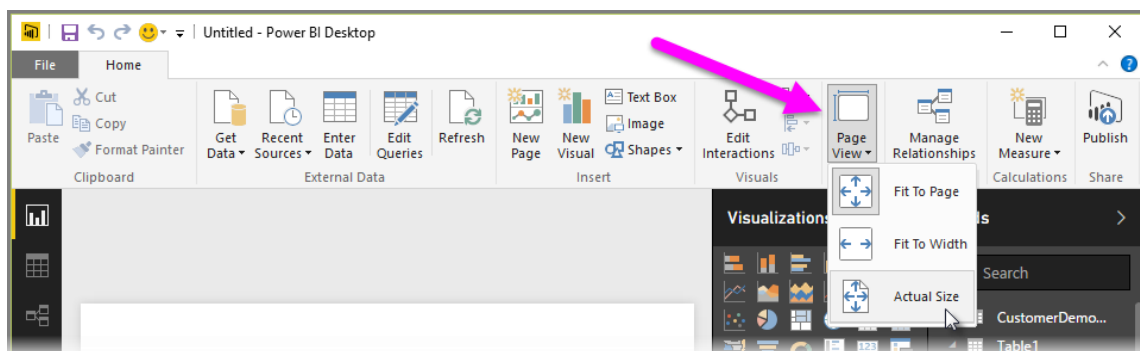 Untitled - Power BI Desktop
File Home
Paste
Cut
Copy
Format Painter
Clipboard
Get Data
Recent Sources
Enter Data
Edit Queries
Refresh
External Data
New Page
New Visual
Text Box
Image
Shapes
Insert
Edit Interactions
Visuals
Page View
Manage Relationships
New Measure
Calculations
Publish
Share
Fit To Page
Fit To Width
Actual Size
Visualizations
Search
CustomerDemo...
Table1
123